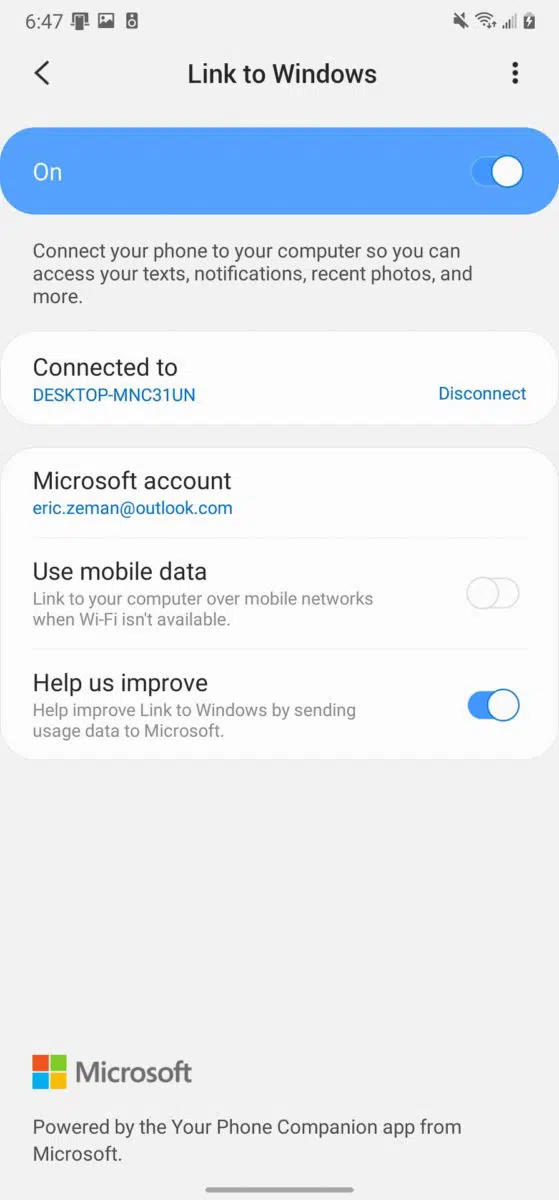 6:47
Link to Windows
On
Connect your phone to your computer so you can
access your texts, notifications, recent photos, and
more.
Connected to
DESKTOP-MNC31UN
Disconnect
Microsoft account
eric.zeman@outlook.com
Use mobile data
Link to your computer over mobile networks
when Wi-Fi isn't available.
Help us improve
Help improve Link to Windows by sending
usage data to Microsoft.
Microsoft
Powered by the Your Phone Companion app from
Microsoft.